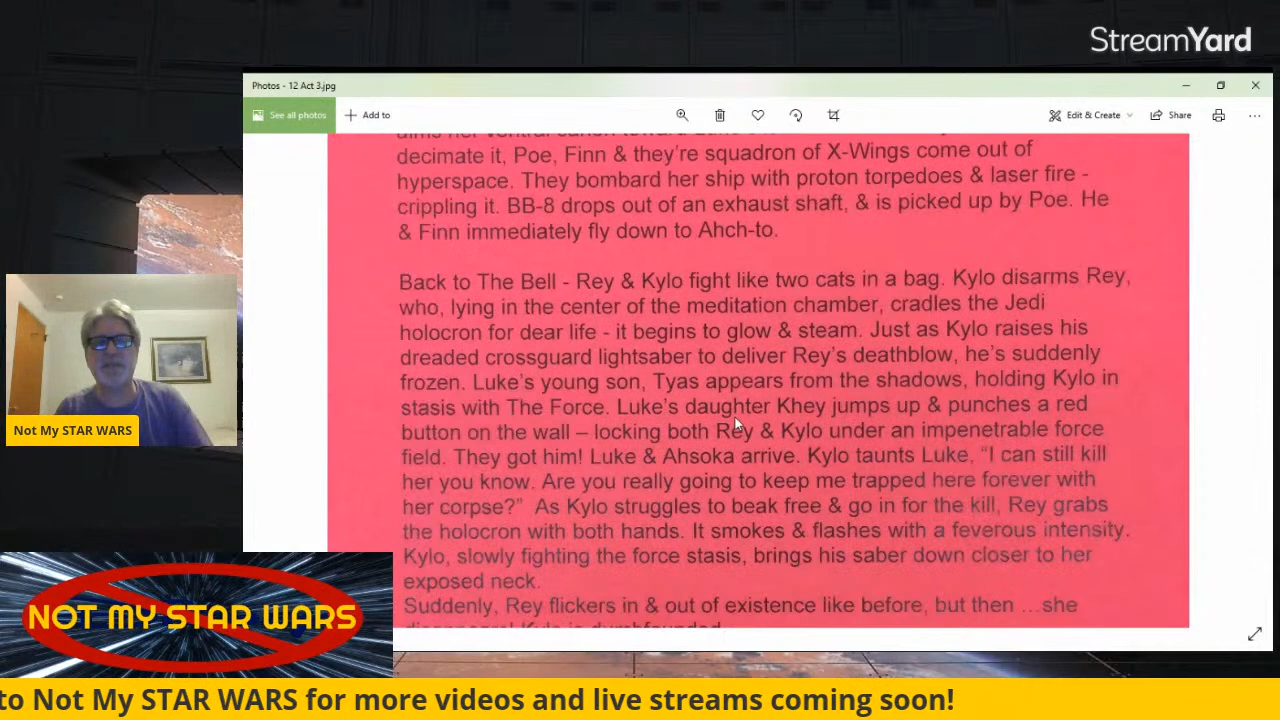 StreamYard
Photos - 12 Act 3.jpg
See all photos
Add to
Edit & Create
Share
decimate it, Poe, Finn & they're squadron of X-Wings come out of
hyperspace. They bombard her ship with proton torpedoes & laser fire -
crippling it. BB-8 drops out of an exhaust shaft, & is picked up by Poe. He
& Finn immediately fly down to Ahch-to.
Back to The Bell - Rey & Kylo fight like two cats in a bag. Kylo disarms Rey,
who, lying in the center of the meditation chamber, cradles the Jedi
holocron for dear life - it begins to glow & steam. Just as Kylo raises his
dreaded crossguard lightsaber to deliver Rey's deathblow, he's suddenly
frozen. Luke's young son, Tyas appears from the shadows, holding Kylo in
stasis with The Force. Luke's daughter Khey jumps up & punches a red
button on the wall – locking both Rey & Kylo under an impenetrable force
field. They got him! Luke & Ahsoka arrive. Kylo taunts Luke, "I can still kill
her you know. Are you really going to keep me trapped here forever with
her corpse?" As Kylo struggles to beak free & go in for the kill, Rey grabs
the holocron with both hands. It smokes & flashes with a feverous intensity.
Kylo, slowly fighting the force stasis, brings his saber down closer to her
exposed neck.
Suddenly, Rey flickers in & out of existence like before, but then ...she
Not My STAR WARS
NOT MY STAR WARS
to Not My STAR WARS for more videos and live streams coming soon!